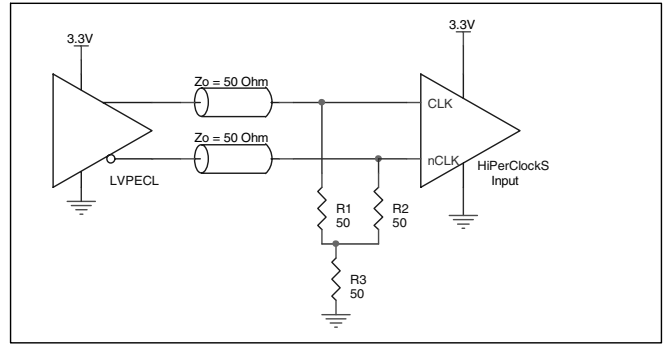 3.3V
3.3V
Zo = 50 Ohm
CLK
Zo = 50 Ohm
nCLK
HiPerClockS
Input
LVPECL
R1
50
R2
50
R3
50